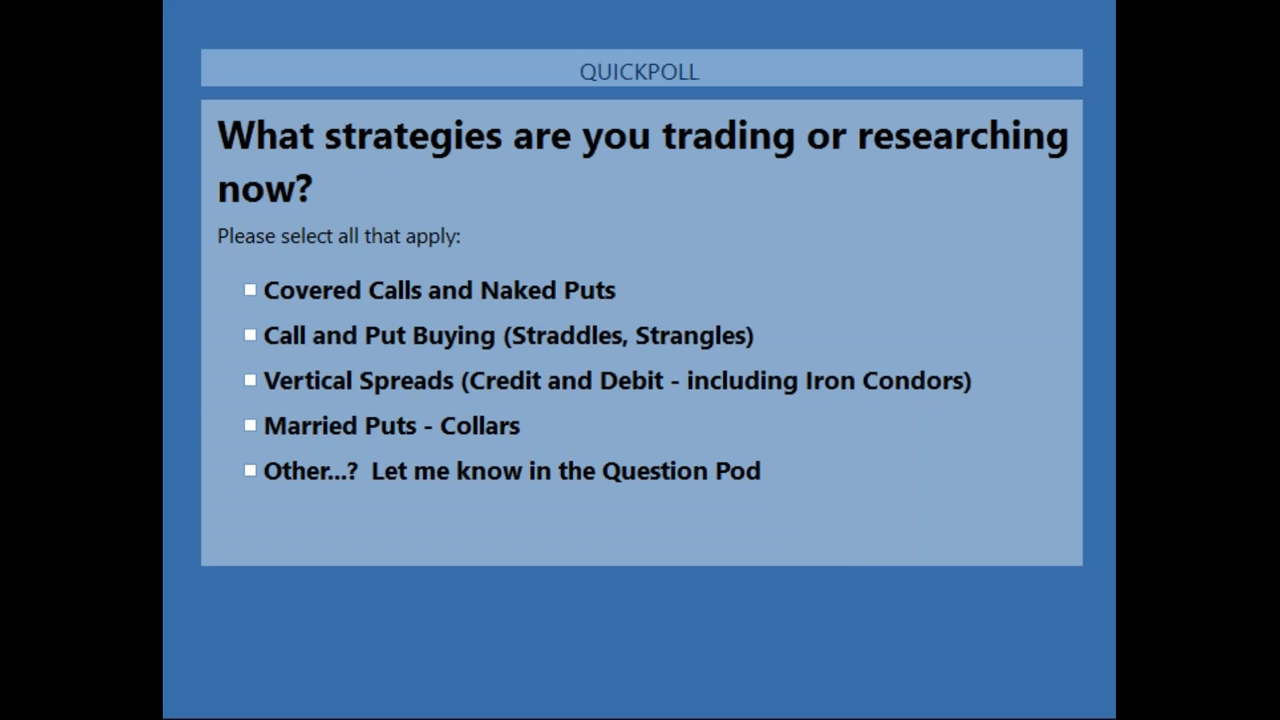 QUICKPOLL
What strategies are you trading or researching
now?
Please select all that apply:
Covered Calls and Naked Puts
Call and Put Buying (Straddles, Strangles)
Vertical Spreads (Credit and Debit - including Iron Condors)
Married Puts - Collars
Other...?  Let me know in the Question Pod